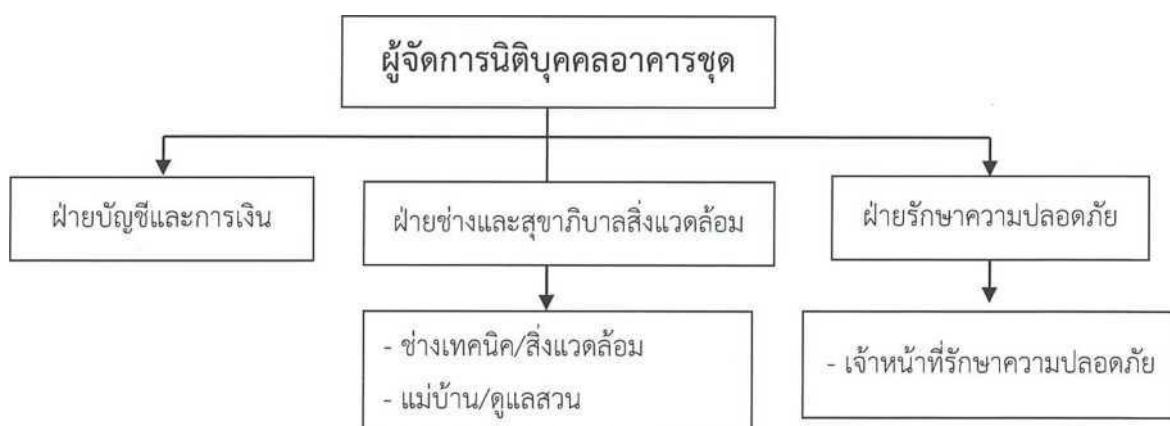 ผู้จัดการนิติบุคคลอาคารชุด
ฝ่ายบัญชีและการเงิน
ฝ่ายช่างและสุขาภิบาลสิ่งแวดล้อม
ฝ่ายรักษาความปลอดภัย
- ช่างเทคนิค/สิ่งแวดล้อม
- แม่บ้าน/ดูแลสวน
- เจ้าหน้าที่รักษาความปลอดภัย